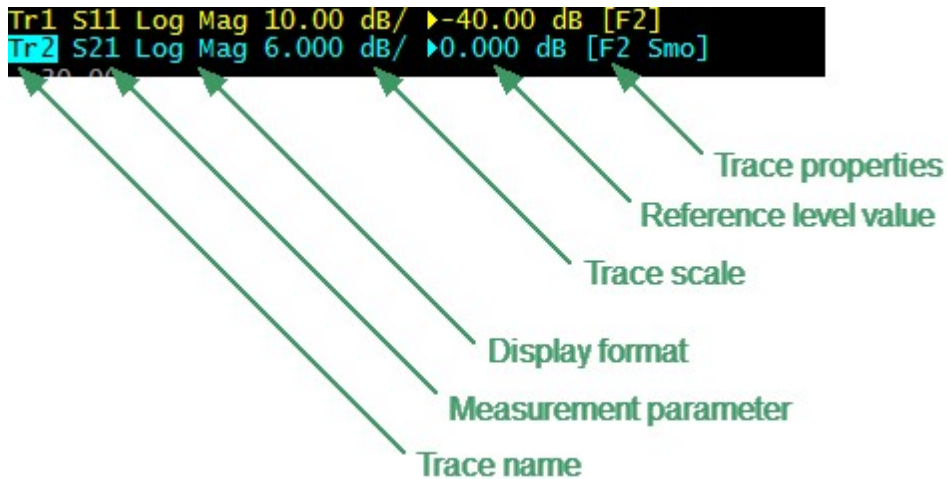 Tr1 S11 Log Mag 10.00 dB/ ▶-40.00 dB [F2]
Tr2 S21 Log Mag 6.000 dB/ ▶0.000 dB [F2 Smo]
Trace properties
Reference level value
Trace scale
Display format
Measurement parameter
Trace name